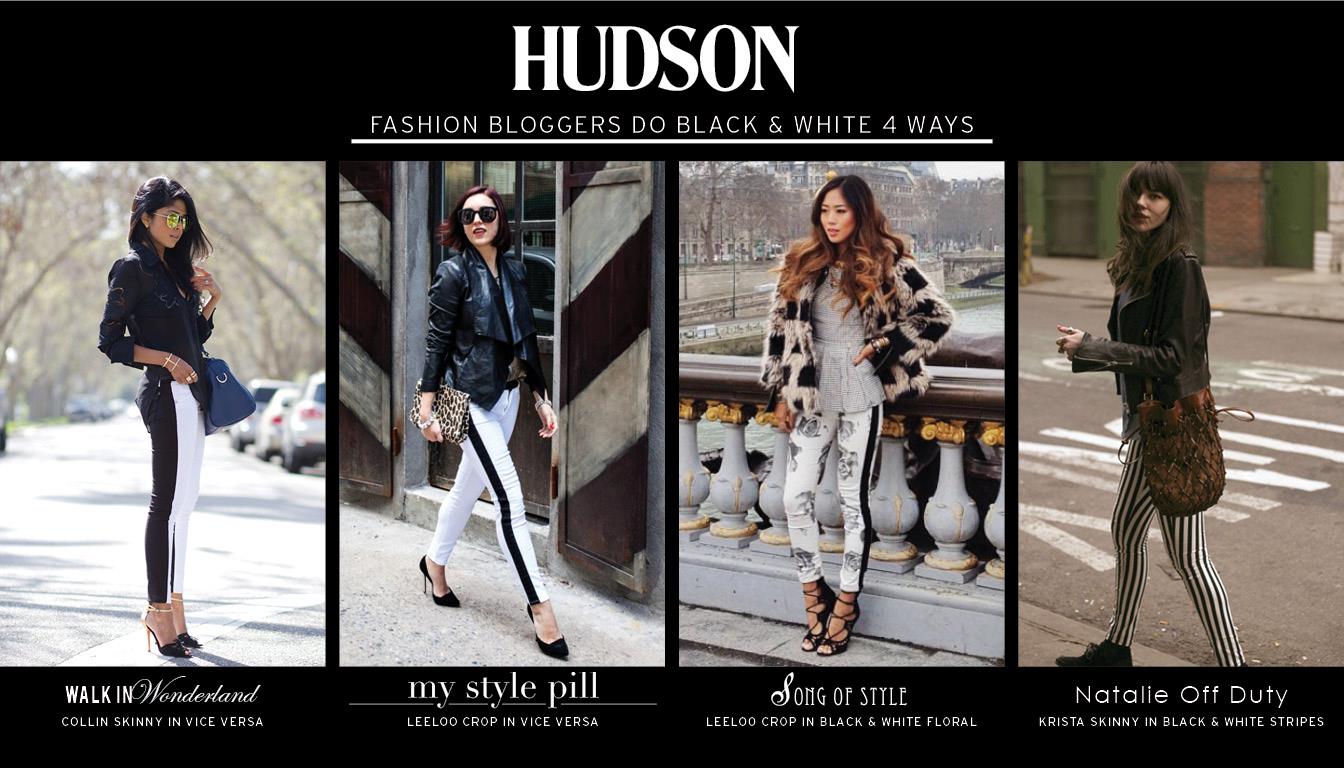 HUDSON
FASHION BLOGGERS DO BLACK & WHITE 4 WAYS
WALK IN Wonderland
COLLIN SKINNY IN VICE VERSA
my style pill
LEELOO CROP IN VICE VERSA
SONG OF STYLE
LEELOO CROP IN BLACK & WHITE FLORAL
Natalie Off Duty
KRISTA SKINNY IN BLACK & WHITE STRIPES